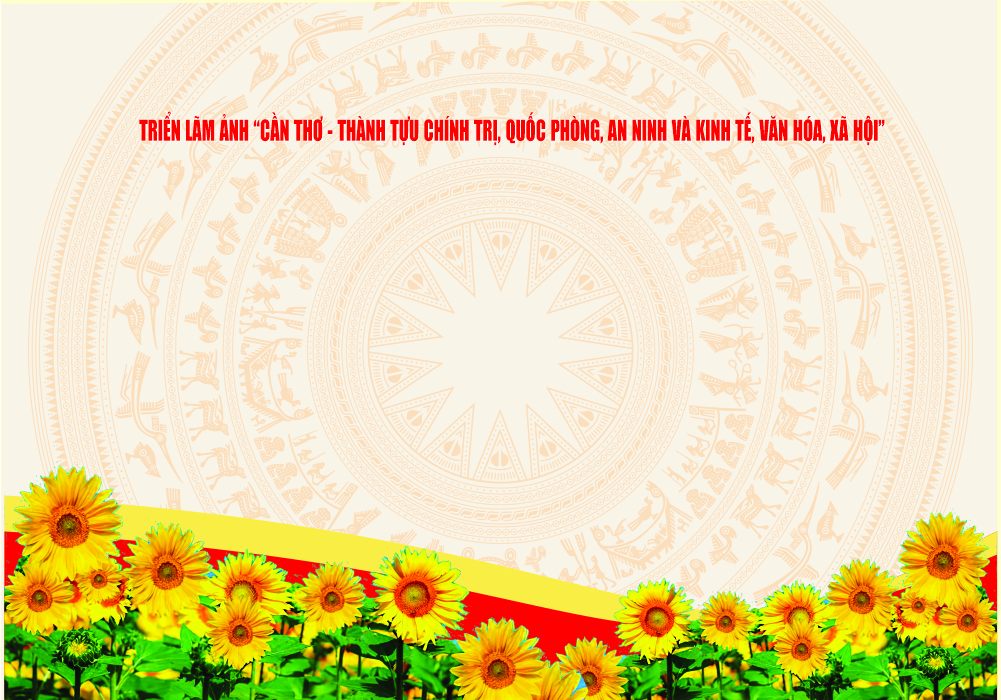 TRIỂN LÃM ẢNH “CẦN THƠ - THÀNH TỰU CHÍNH TRỊ, QUỐC PHÒNG, AN NINH VÀ KINH TẾ, VĂN HÓA, XÃ HỘI”